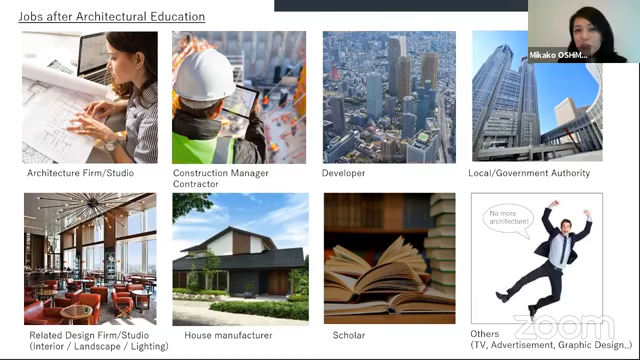 Jobs after Architectural Education
Mikako OSHIM...
Architecture Firm/Studio
Construction Manager
Contractor
Developer
Local/Government Authority
No more
architecture!
Related Design Firm/Studio
(Interior / Landscape / Lighting)
House manufacturer
Scholar
Others
(TV, Advertisement, Graphic Design..)
zoom